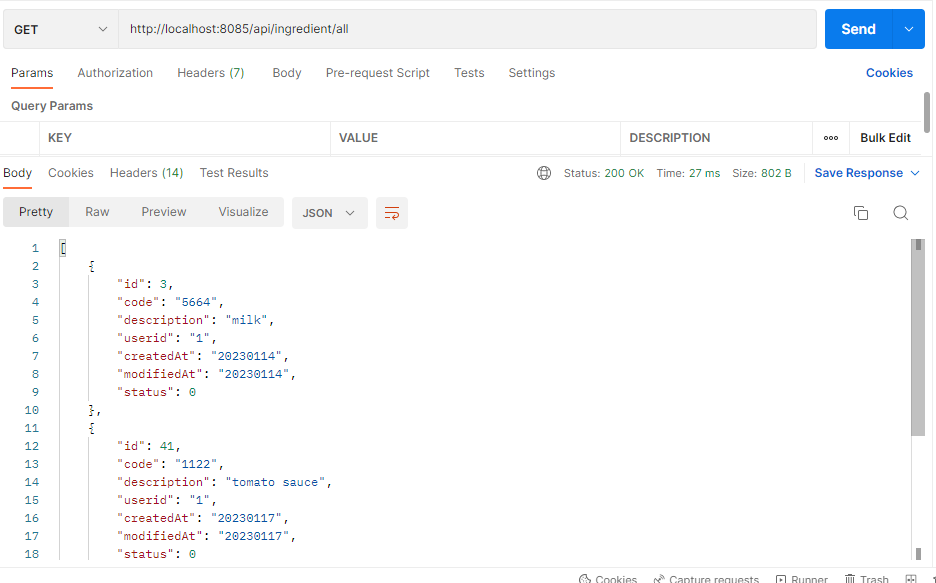 GET http://localhost:8085/api/ingredient/all Send
Params Authorization Headers (7) Body Pre-request Script Tests Settings Cookies
Query Params
KEY VALUE DESCRIPTION ooo Bulk Edit
Body Cookies Headers (14) Test Results Status: 200 OK Time: 27 ms Size: 802 B Save Response
Pretty Raw Preview Visualize JSON
1 [
2 {
3 "id": 3,
4 "code": "5664",
5 "description": "milk",
6 "userid": "1",
7 "createdAt": "20230114",
8 "modifiedAt": "20230114",
9 "status": 0
10 },
11 {
12 "id": 41,
13 "code": "1122",
14 "description": "tomato sauce",
15 "userid": "1",
16 "createdAt": "20230117",
17 "modifiedAt": "20230117",
18 "status": 0
Cookies Capture requests Runner Trash